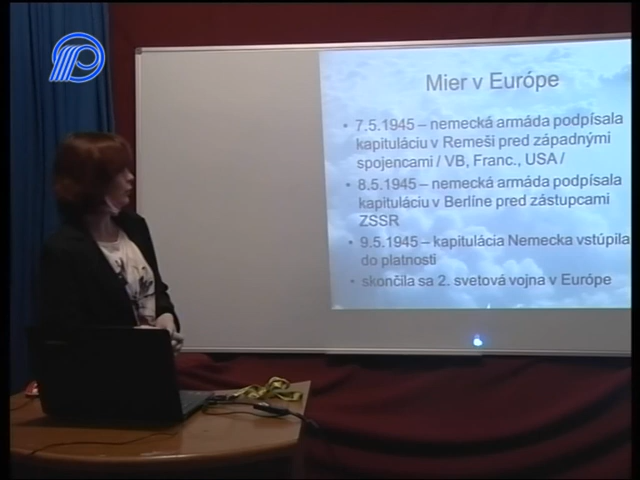 Mier v Európe
• 7.5.1945 – nemecká armáda podpísala
kapituláciu v Remeši pred západnými
spojencami / VB, Franc., USA /
• 8.5.1945 – nemecká armáda podpísala
kapituláciu v Berlíne pred zástupcami
ZSSR
• 9.5.1945 – kapitulácia Nemecka vstúpila
do platnosti
• skončila sa 2. svetová vojna v Európe